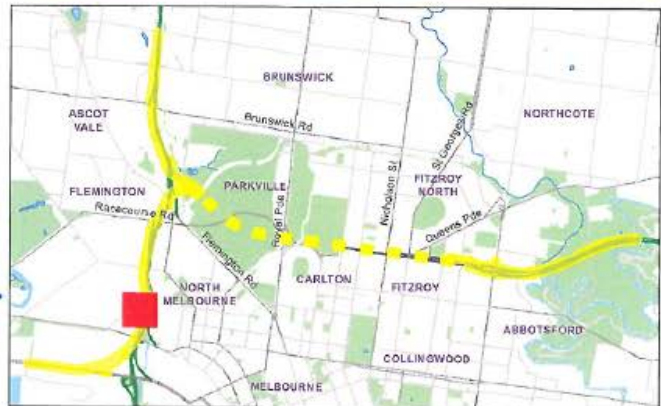 BRUNSWICK
ASCOT
VALE
Brunswick Rd
NORTHCOTE
St Georges Rd
FLEMINGTON
PARKVILLE
Nicholson St
FITZROY
NORTH
Racecourse Rd
Royal Pde
Queens Pde
Flemington Rd
NORTH
MELBOURNE
CARLTON
FITZROY
ABBOTSFORD
COLLINGWOOD
MELBOURNE